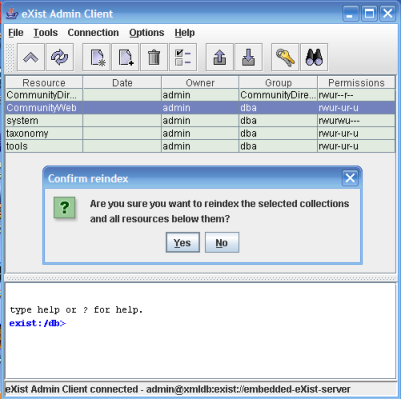 eXist Admin Client
File Tools Connection Options Help
Resource Date Owner Group Permissions
CommunityDir... admin CommunityDire... rwur--r--
CommunityWeb admin dba rwur-ur-u
system admin dba rwurwu---
taxonomy admin dba rwur-ur-u
tools admin dba rwur-ur-u
Confirm reindex
Are you sure you want to reindex the selected collections
and all resources below them?
Yes No
type help or ? for help.
exist:/db>
eXist Admin Client connected - admin@xmldb:exist://embedded-eXist-server